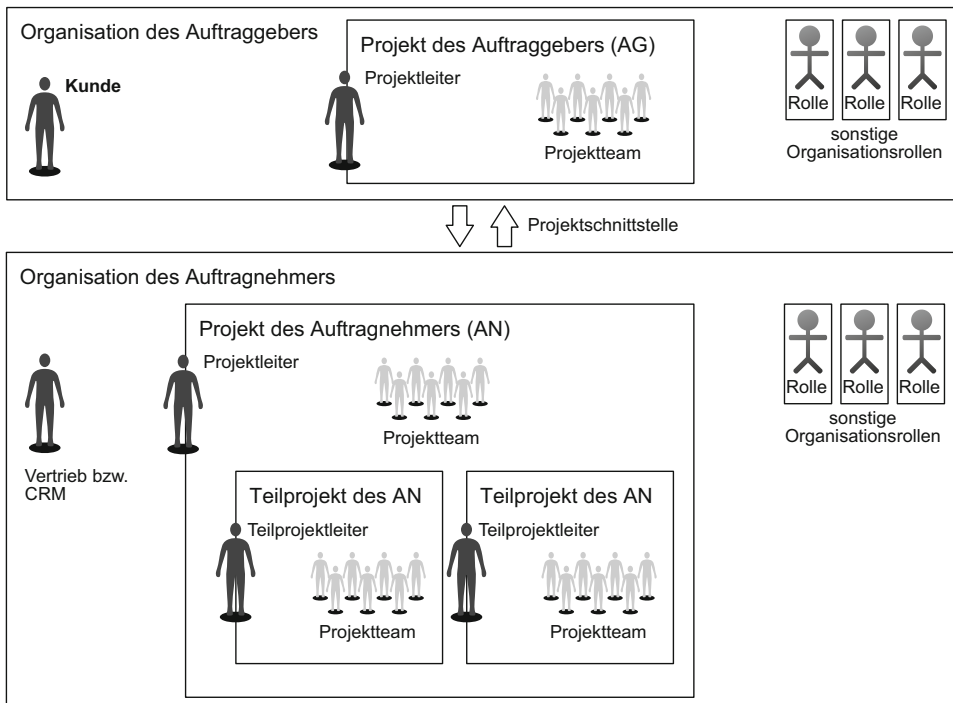 Organisation des Auftraggebers
Kunde
Projekt des Auftraggebers (AG)
Projektleiter
Projektteam
Rolle
Rolle
Rolle
sonstige
Organisationsrollen
Projektschnittstelle
Organisation des Auftragnehmers
Projekt des Auftragnehmers (AN)
Projektleiter
Projektteam
Vertrieb bzw.
CRM
Teilprojekt des AN
Teilprojektleiter
Projektteam
Teilprojekt des AN
Teilprojektleiter
Projektteam
Rolle
Rolle
Rolle
sonstige
Organisationsrollen